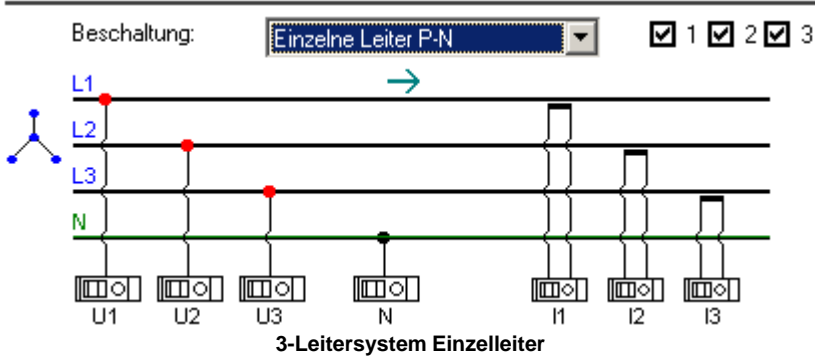 Beschaltung: Einzelne Leiter P-N 1 2 3
L1
L2
L3
N
U1 U2 U3 N I1 I2 I3
3-Leitersystem Einzelleiter